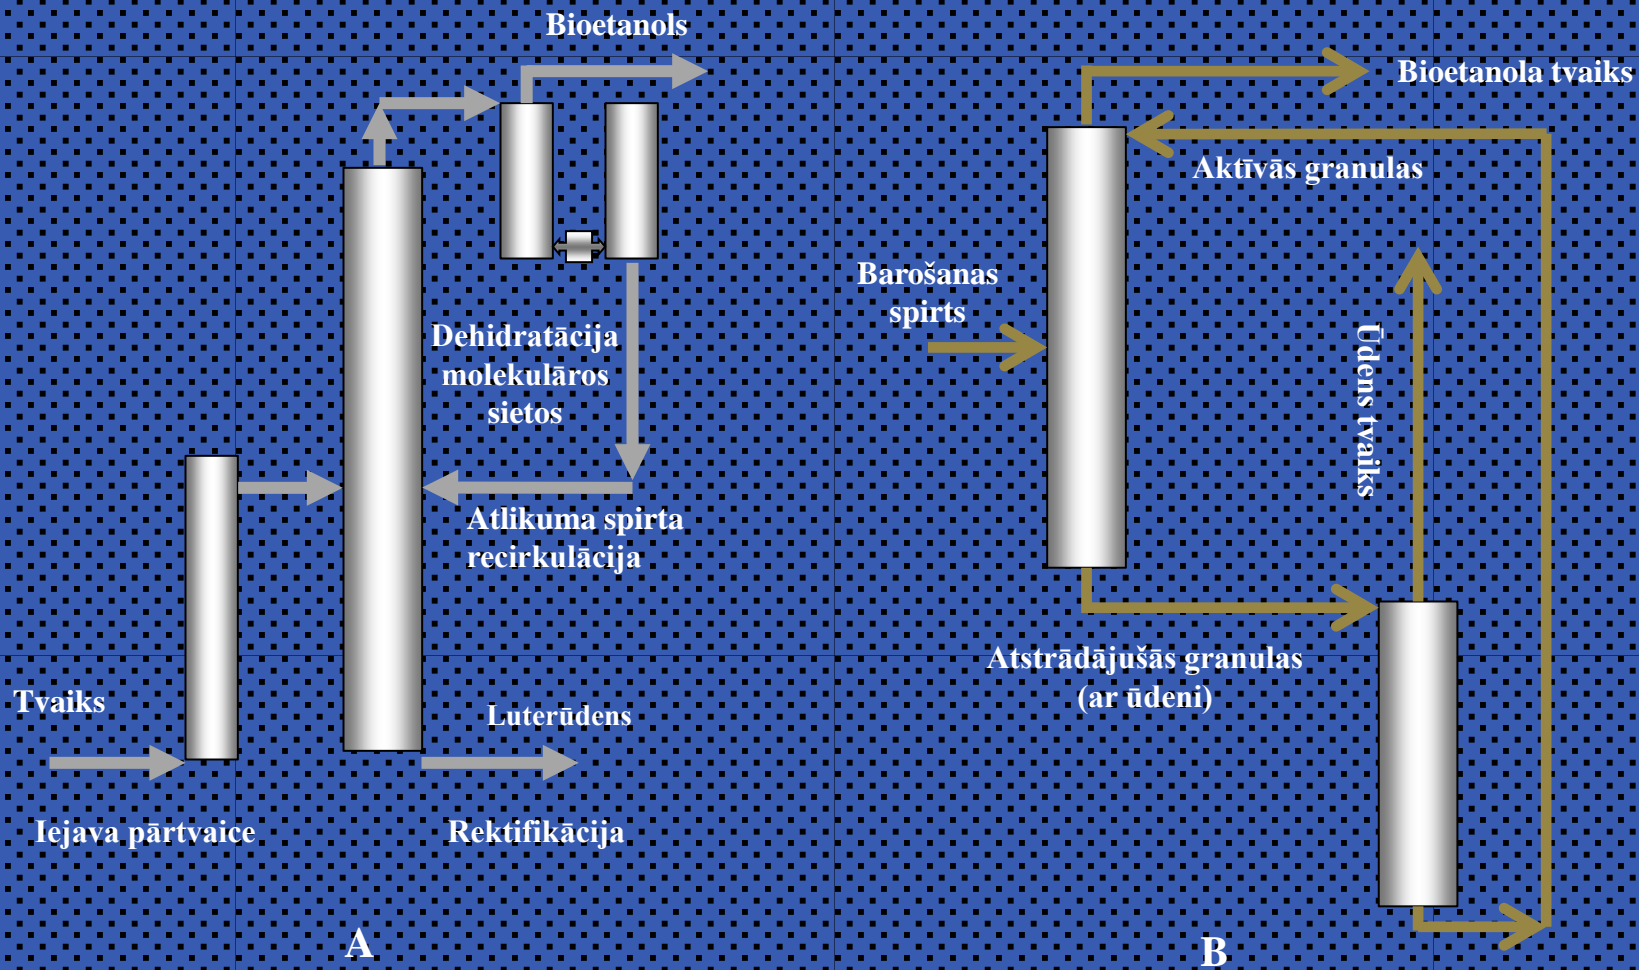 Bioetanols
Dehidratācija
molekulāros
sietos
Atlikuma spirta
recirkulācija
Tvaiks
Luterūdens
Iejava pārtvaice
Rektifikācija
A
Bioetanola tvaiks
Aktīvās granulas
Barošanas
spirts
Ūdens tvaiks
Atstrādājušās granulas
(ar ūdeni)
B